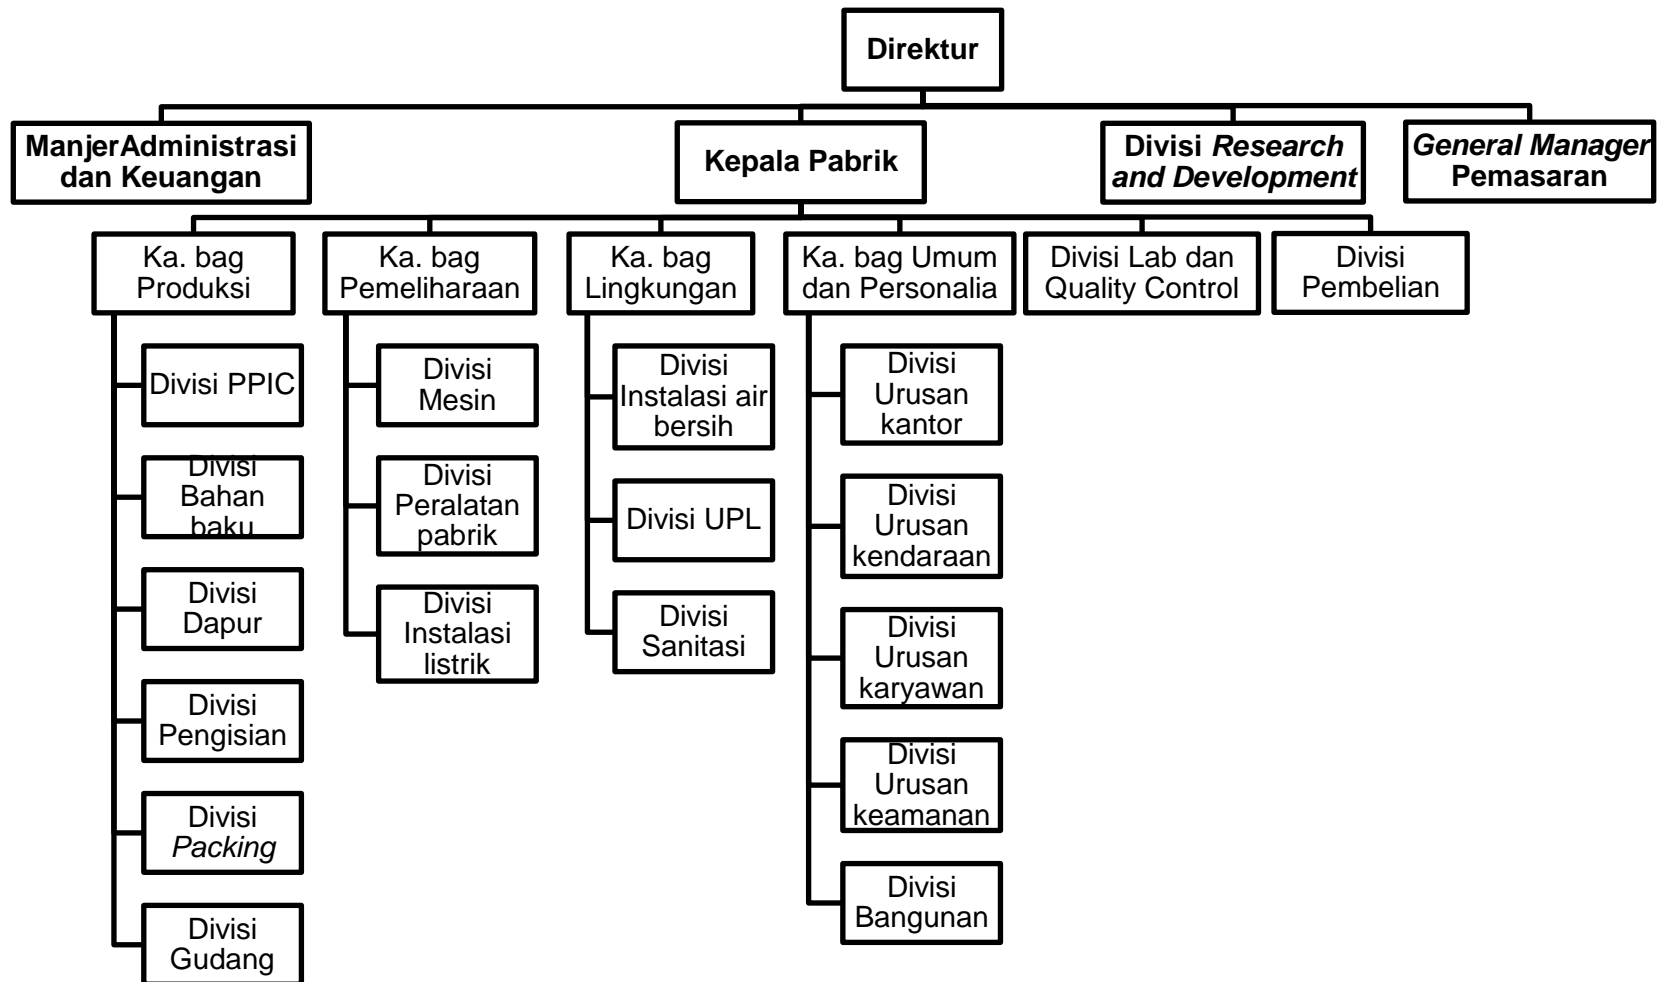 Direktur
ManjerAdministrasi
dan Keuangan
Kepala Pabrik
Divisi Research
and Development
General Manager
Pemasaran
Ka. bag
Produksi
Ka. bag
Pemeliharaan
Ka. bag
Lingkungan
Ka. bag Umum
dan Personalia
Divisi Lab dan
Quality Control
Divisi
Pembelian
Divisi PPIC
Divisi
Bahan
baku
Divisi
Dapur
Divisi
Pengisian
Divisi
Packing
Divisi
Gudang
Divisi
Mesin
Divisi
Peralatan
pabrik
Divisi
Instalasi
listrik
Divisi
Instalasi air
bersih
Divisi UPL
Divisi
Sanitasi
Divisi
Urusan
kantor
Divisi
Urusan
kendaraan
Divisi
Urusan
karyawan
Divisi
Urusan
keamanan
Divisi
Bangunan